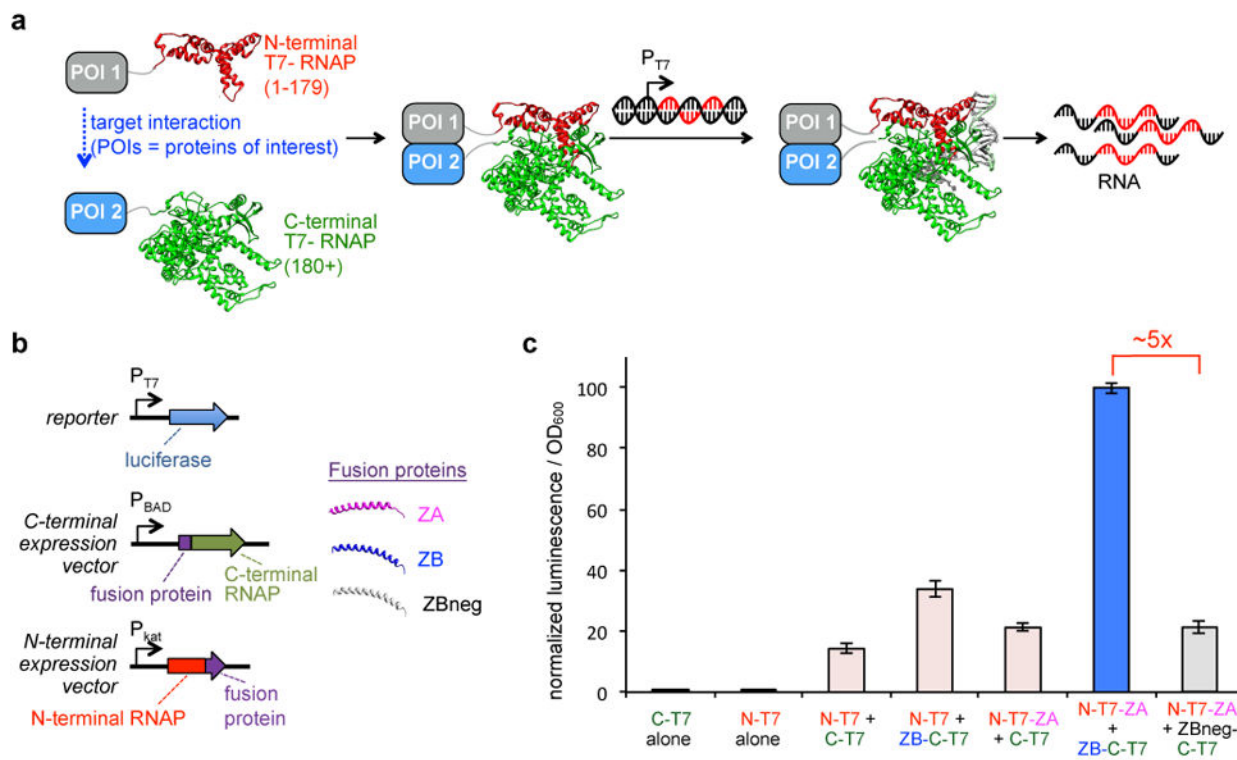 a
POI 1
N-terminal
T7- RNAP
(1-179)
target interaction
(POIs = proteins of interest)
POI 2
C-terminal
T7- RNAP
(180+)
POI 1
POI 2
PT7
POI 1
POI 2
RNA
b
PT7
reporter
luciferase
PBAD
C-terminal
expression
vector
fusion protein
C-terminal
RNAP
Pkat
N-terminal
expression
vector
N-terminal RNAP
fusion
protein
Fusion proteins
ZA
ZB
ZBneg
c
~5x
normalized luminescence / OD600
100
80
60
40
20
0
C-T7
alone
N-T7
alone
N-T7 +
C-T7
N-T7 +
ZB-C-T7
N-T7-ZA
+ C-T7
N-T7-ZA
+
ZB-C-T7
N-T7-ZA
+ ZBneg-
C-T7